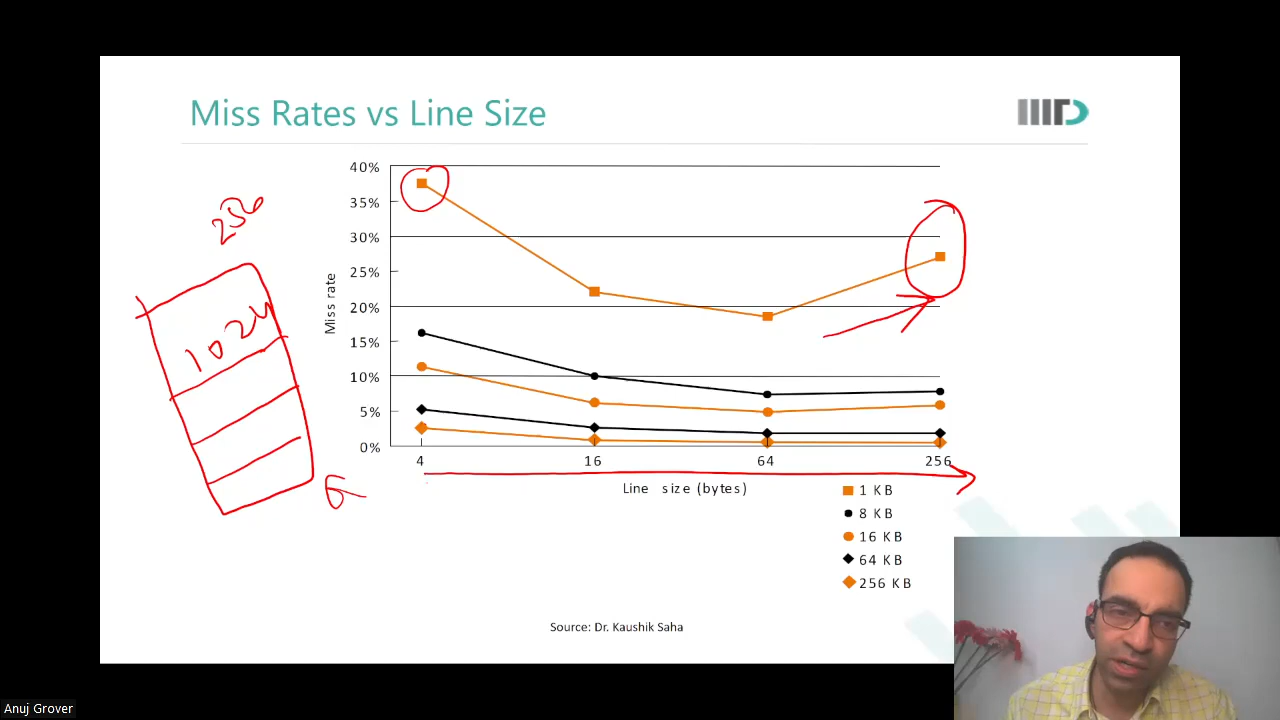 Miss Rates vs Line Size
IIITD
256
1024
40%
35%
30%
25%
20%
15%
10%
5%
0%
Miss rate
4 16 64 256
Line size (bytes)
1 KB
8 KB
16 KB
64 KB
256 KB
Source: Dr. Kaushik Saha
Anuj Grover